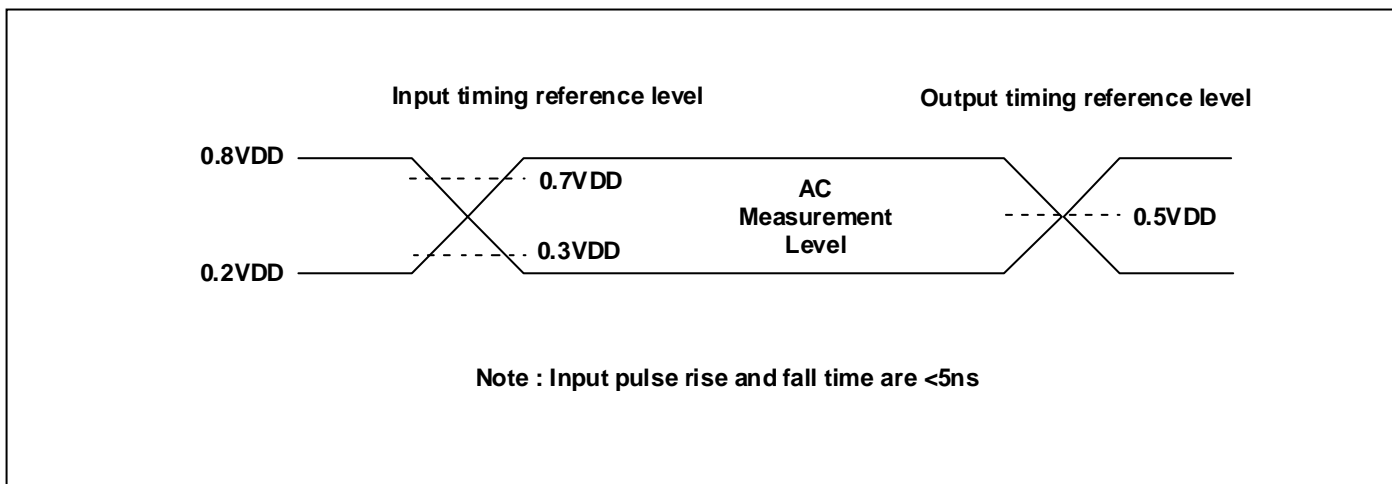 Input timing reference level
Output timing reference level
0.8VDD
0.7VDD
AC
Measurement
Level
0.5VDD
0.3VDD
0.2VDD
Note : Input pulse rise and fall time are <5ns